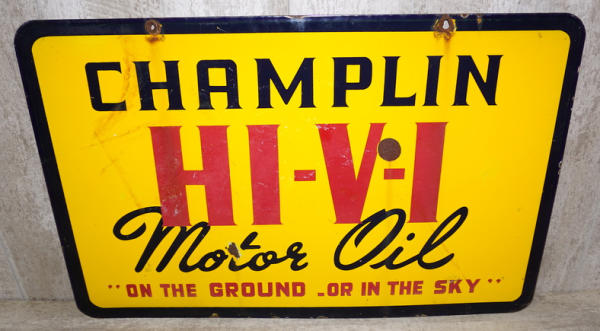 CHAMPLIN
HI-V-I
Motor Oil
"ON THE GROUND -OR IN THE SKY"